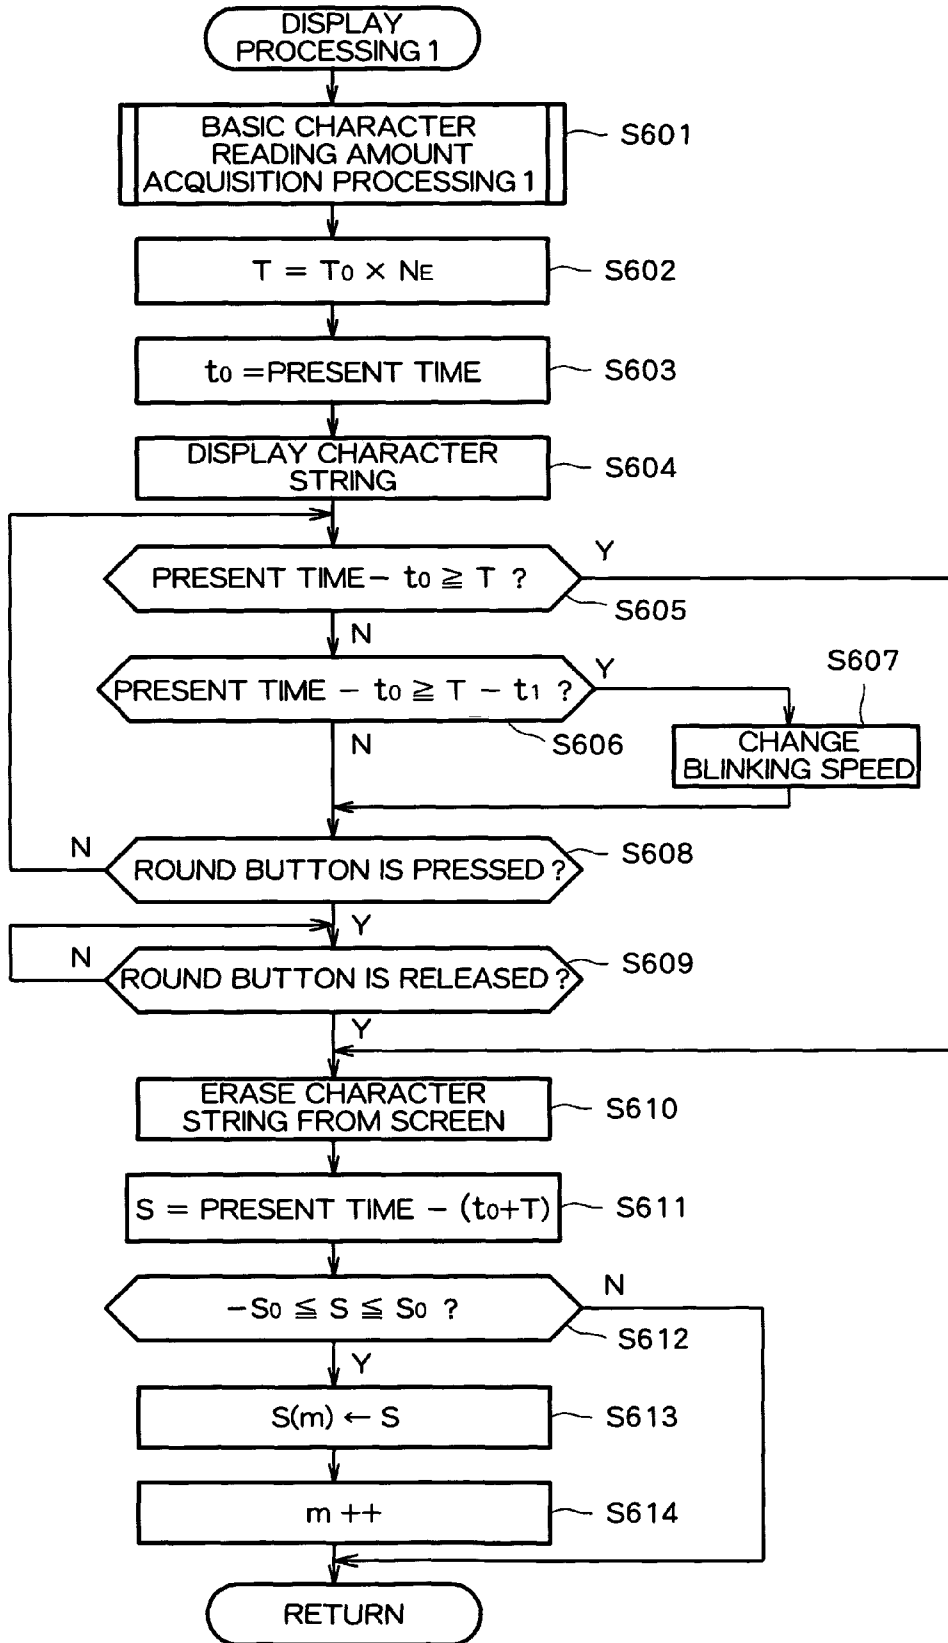 DISPLAY
PROCESSING 1
BASIC CHARACTER
READING AMOUNT
ACQUISITION PROCESSING 1
S601
T = T0 × NE
S602
t0 = PRESENT TIME
S603
DISPLAY CHARACTER
STRING
S604
PRESENT TIME - t0 ≧ T ?
Y
S605
N
PRESENT TIME - t0 ≧ T - t1 ?
Y
S606
S607
N
CHANGE
BLINKING SPEED
ROUND BUTTON IS PRESSED ?
S608
N
Y
ROUND BUTTON IS RELEASED ?
S609
N
Y
ERASE CHARACTER
STRING FROM SCREEN
S610
S = PRESENT TIME - (t0+T)
S611
-S0 ≦ S ≦ S0 ?
N
S612
Y
S(m) ← S
S613
m ++
S614
RETURN